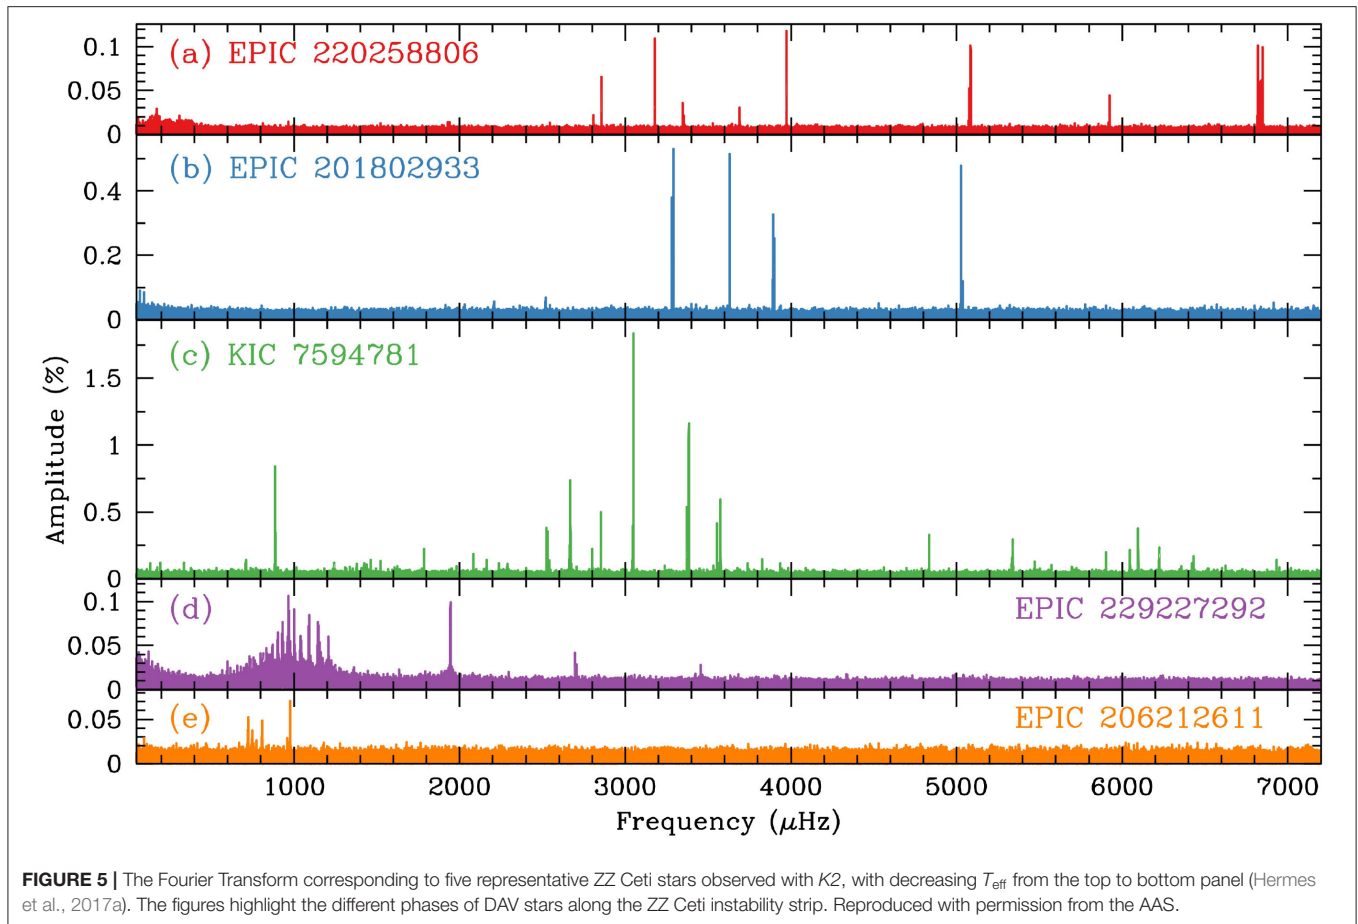 (a) EPIC 220258806
0.1
0.05
0
(b) EPIC 201802933
0.4
0.2
0
(c) KIC 7594781
1.5
1
0.5
0
Amplitude (%)
(d) EPIC 229227292
0.1
0.05
0
(e) EPIC 206212611
0.05
0
1000 2000 3000 4000 5000 6000 7000
Frequency (μHz)
FIGURE 5 | The Fourier Transform corresponding to five representative ZZ Ceti stars observed with K2, with decreasing Teff from the top to bottom panel (Hermes
et al., 2017a). The figures highlight the different phases of DAV stars along the ZZ Ceti instability strip. Reproduced with permission from the AAS.